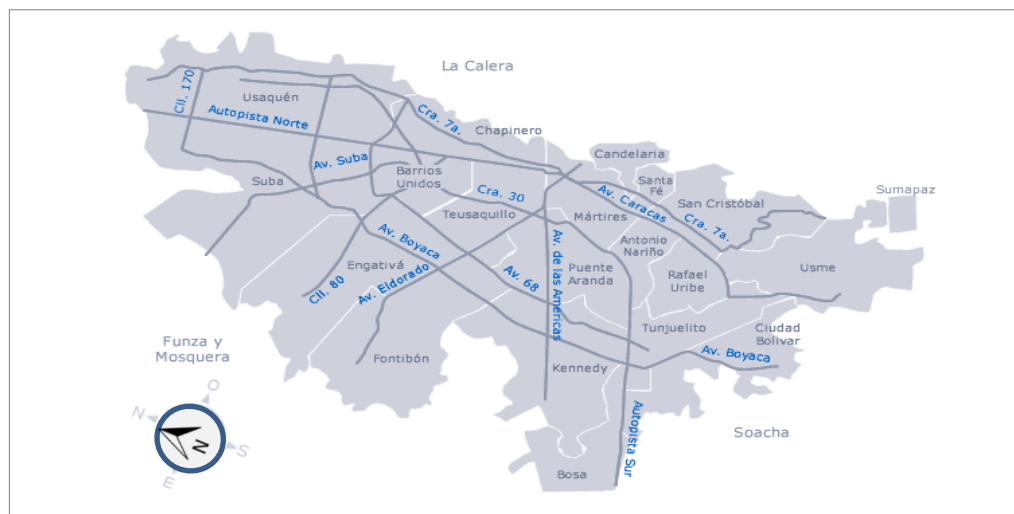 La Calera
Cll. 170
Usaquén
Autopista Norte
Cra. 7a.
Chapinero
Av. Suba
Candelaria
Barrios
Unidos
Suba
Santa
Fé
Sumapaz
Cra. 30
Av. Caracas
San Cristóbal
Teusaquillo
Mártires
Cra. 7a.
Av. Boyaca
Antonio
Nariño
Engativá
Cll. 80
Av. Eldorado
Av. 68
Av. de las Américas
Puente
Aranda
Rafael
Uribe
Usme
Tunjuelito
Ciudad
Bolivar
Funza y
Mosquera
Fontibón
Kennedy
Av. Boyaca
O
N
S
E
N
Autopista Sur
Soacha
Bosa